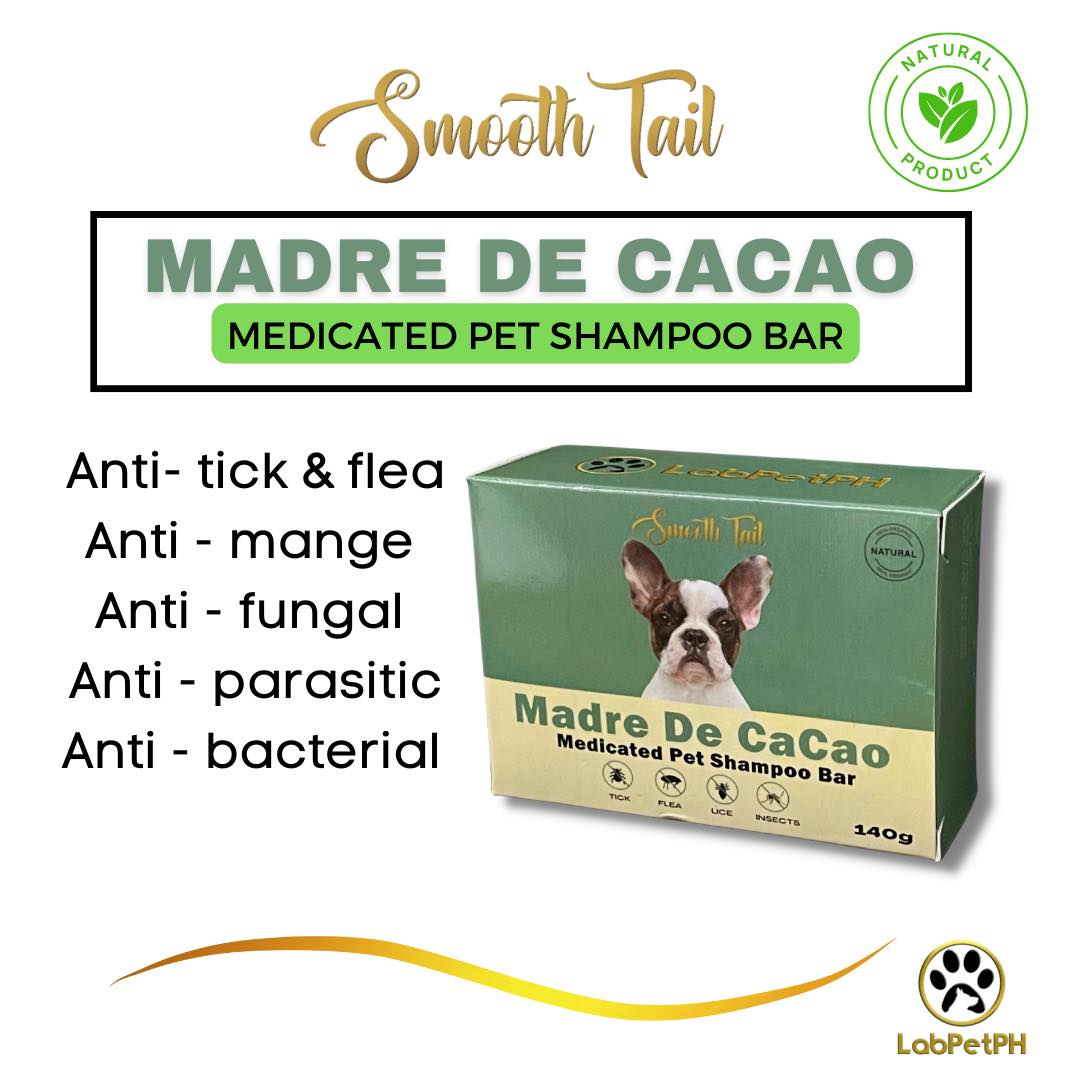 Smooth Tail
NATURAL
PRODUCT
MADRE DE CACAO
MEDICATED PET SHAMPOO BAR
Anti- tick & flea
Anti - mange
Anti - fungal
Anti - parasitic
Anti - bacterial
LabPetPH
Smooth Tail
NATURAL
Madre De CaCao
Medicated Pet Shampoo Bar
TICK
FLEA
LICE
INSECTS
140g
LabPetPH